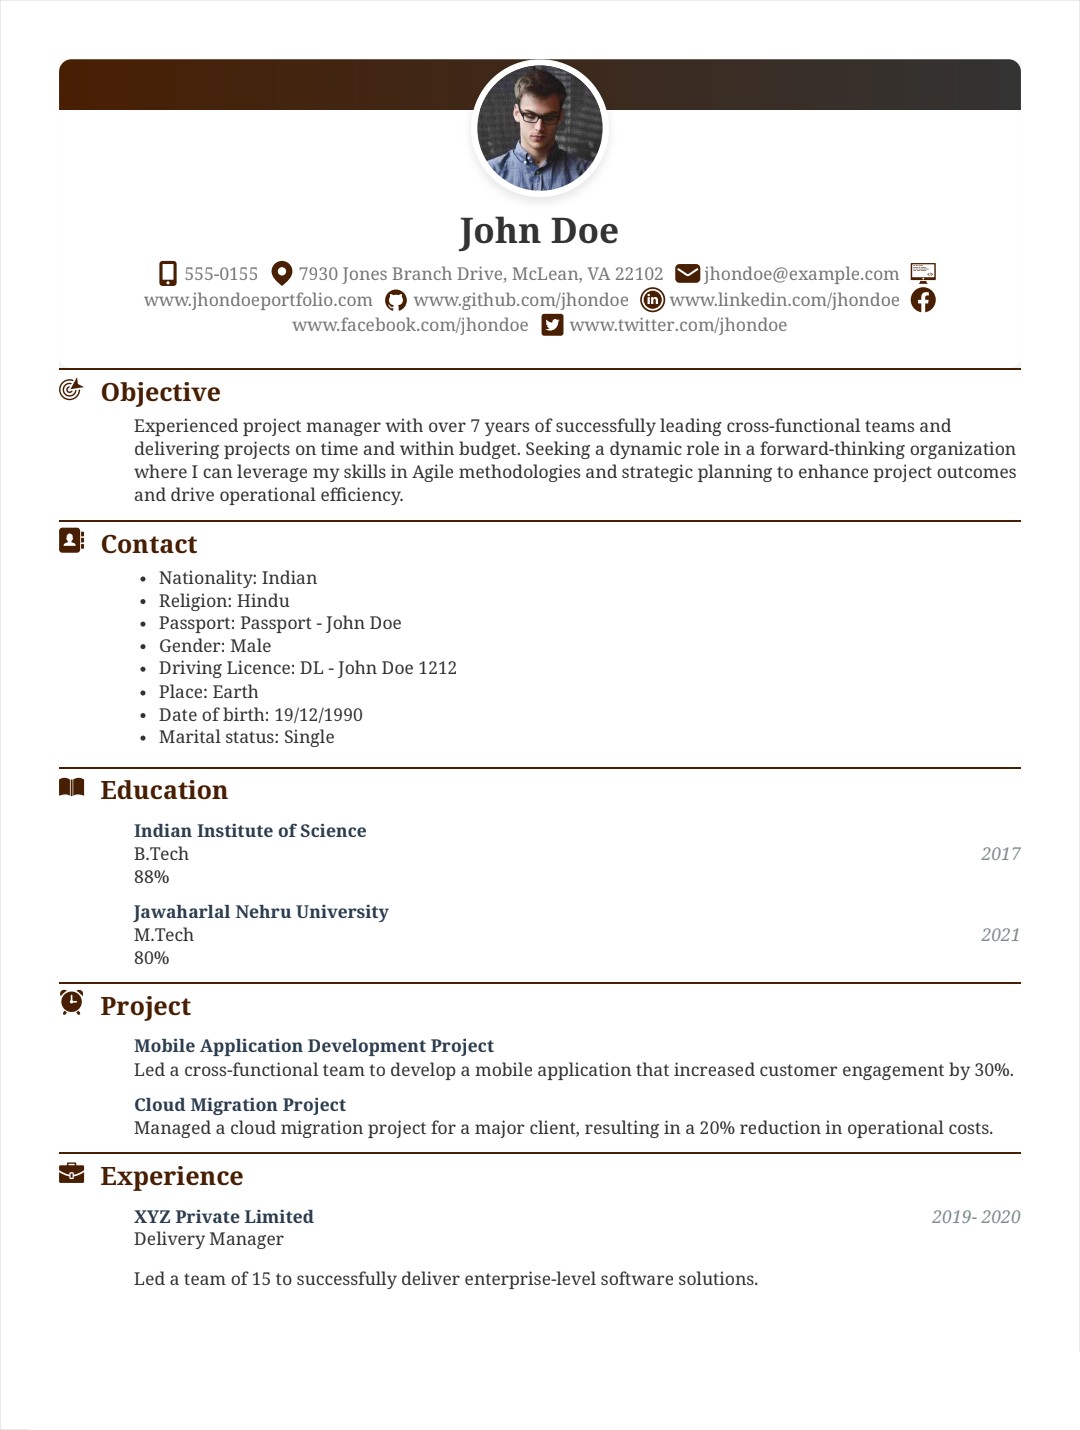 John Doe
555-0155 7930 Jones Branch Drive, McLean, VA 22102 jhondoe@example.com
www.jhondoeportfolio.com www.github.com/jhondoe www.linkedin.com/jhondoe
www.facebook.com/jhondoe www.twitter.com/jhondoe
Objective
Experienced project manager with over 7 years of successfully leading cross-functional teams and
delivering projects on time and within budget. Seeking a dynamic role in a forward-thinking organization
where I can leverage my skills in Agile methodologies and strategic planning to enhance project outcomes
and drive operational efficiency.
Contact
• Nationality: Indian
• Religion: Hindu
• Passport: Passport - John Doe
• Gender: Male
• Driving Licence: DL - John Doe 1212
• Place: Earth
• Date of birth: 19/12/1990
• Marital status: Single
Education
Indian Institute of Science
B.Tech 2017
88%
Jawaharlal Nehru University
M.Tech 2021
80%
Project
Mobile Application Development Project
Led a cross-functional team to develop a mobile application that increased customer engagement by 30%.
Cloud Migration Project
Managed a cloud migration project for a major client, resulting in a 20% reduction in operational costs.
Experience
XYZ Private Limited 2019- 2020
Delivery Manager
Led a team of 15 to successfully deliver enterprise-level software solutions.